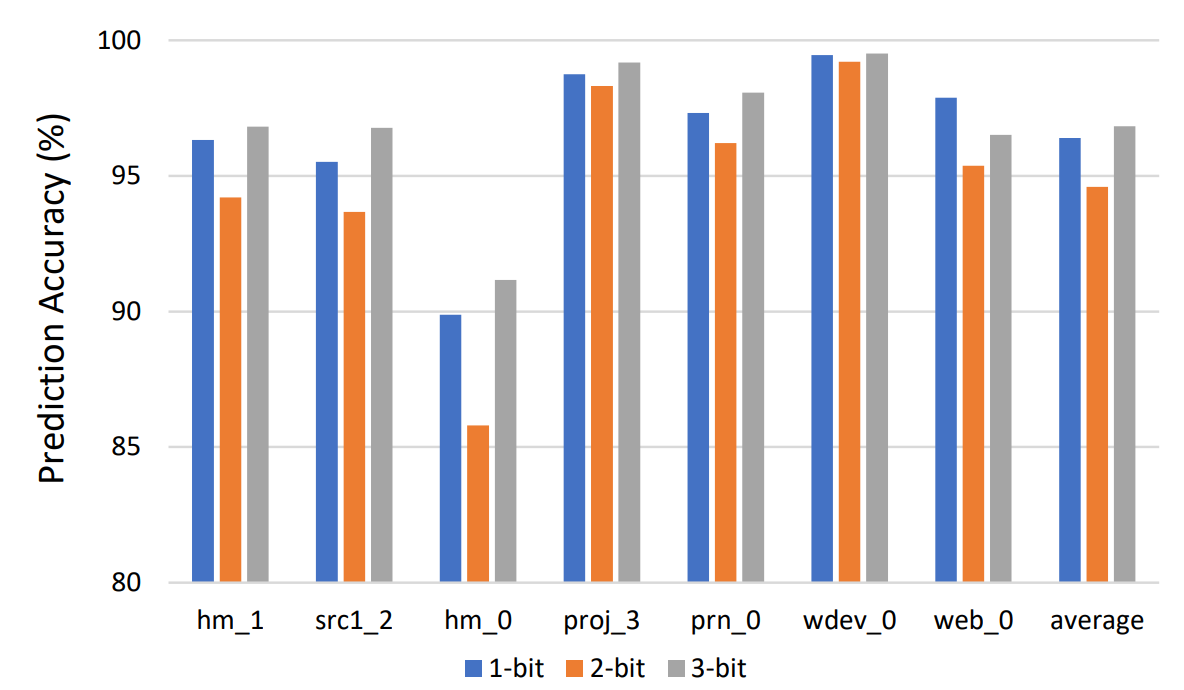 Prediction Accuracy (%)
100
95
90
85
80
hm_1 src1_2 hm_0 proj_3 prn_0 wdev_0 web_0 average
1-bit 2-bit 3-bit